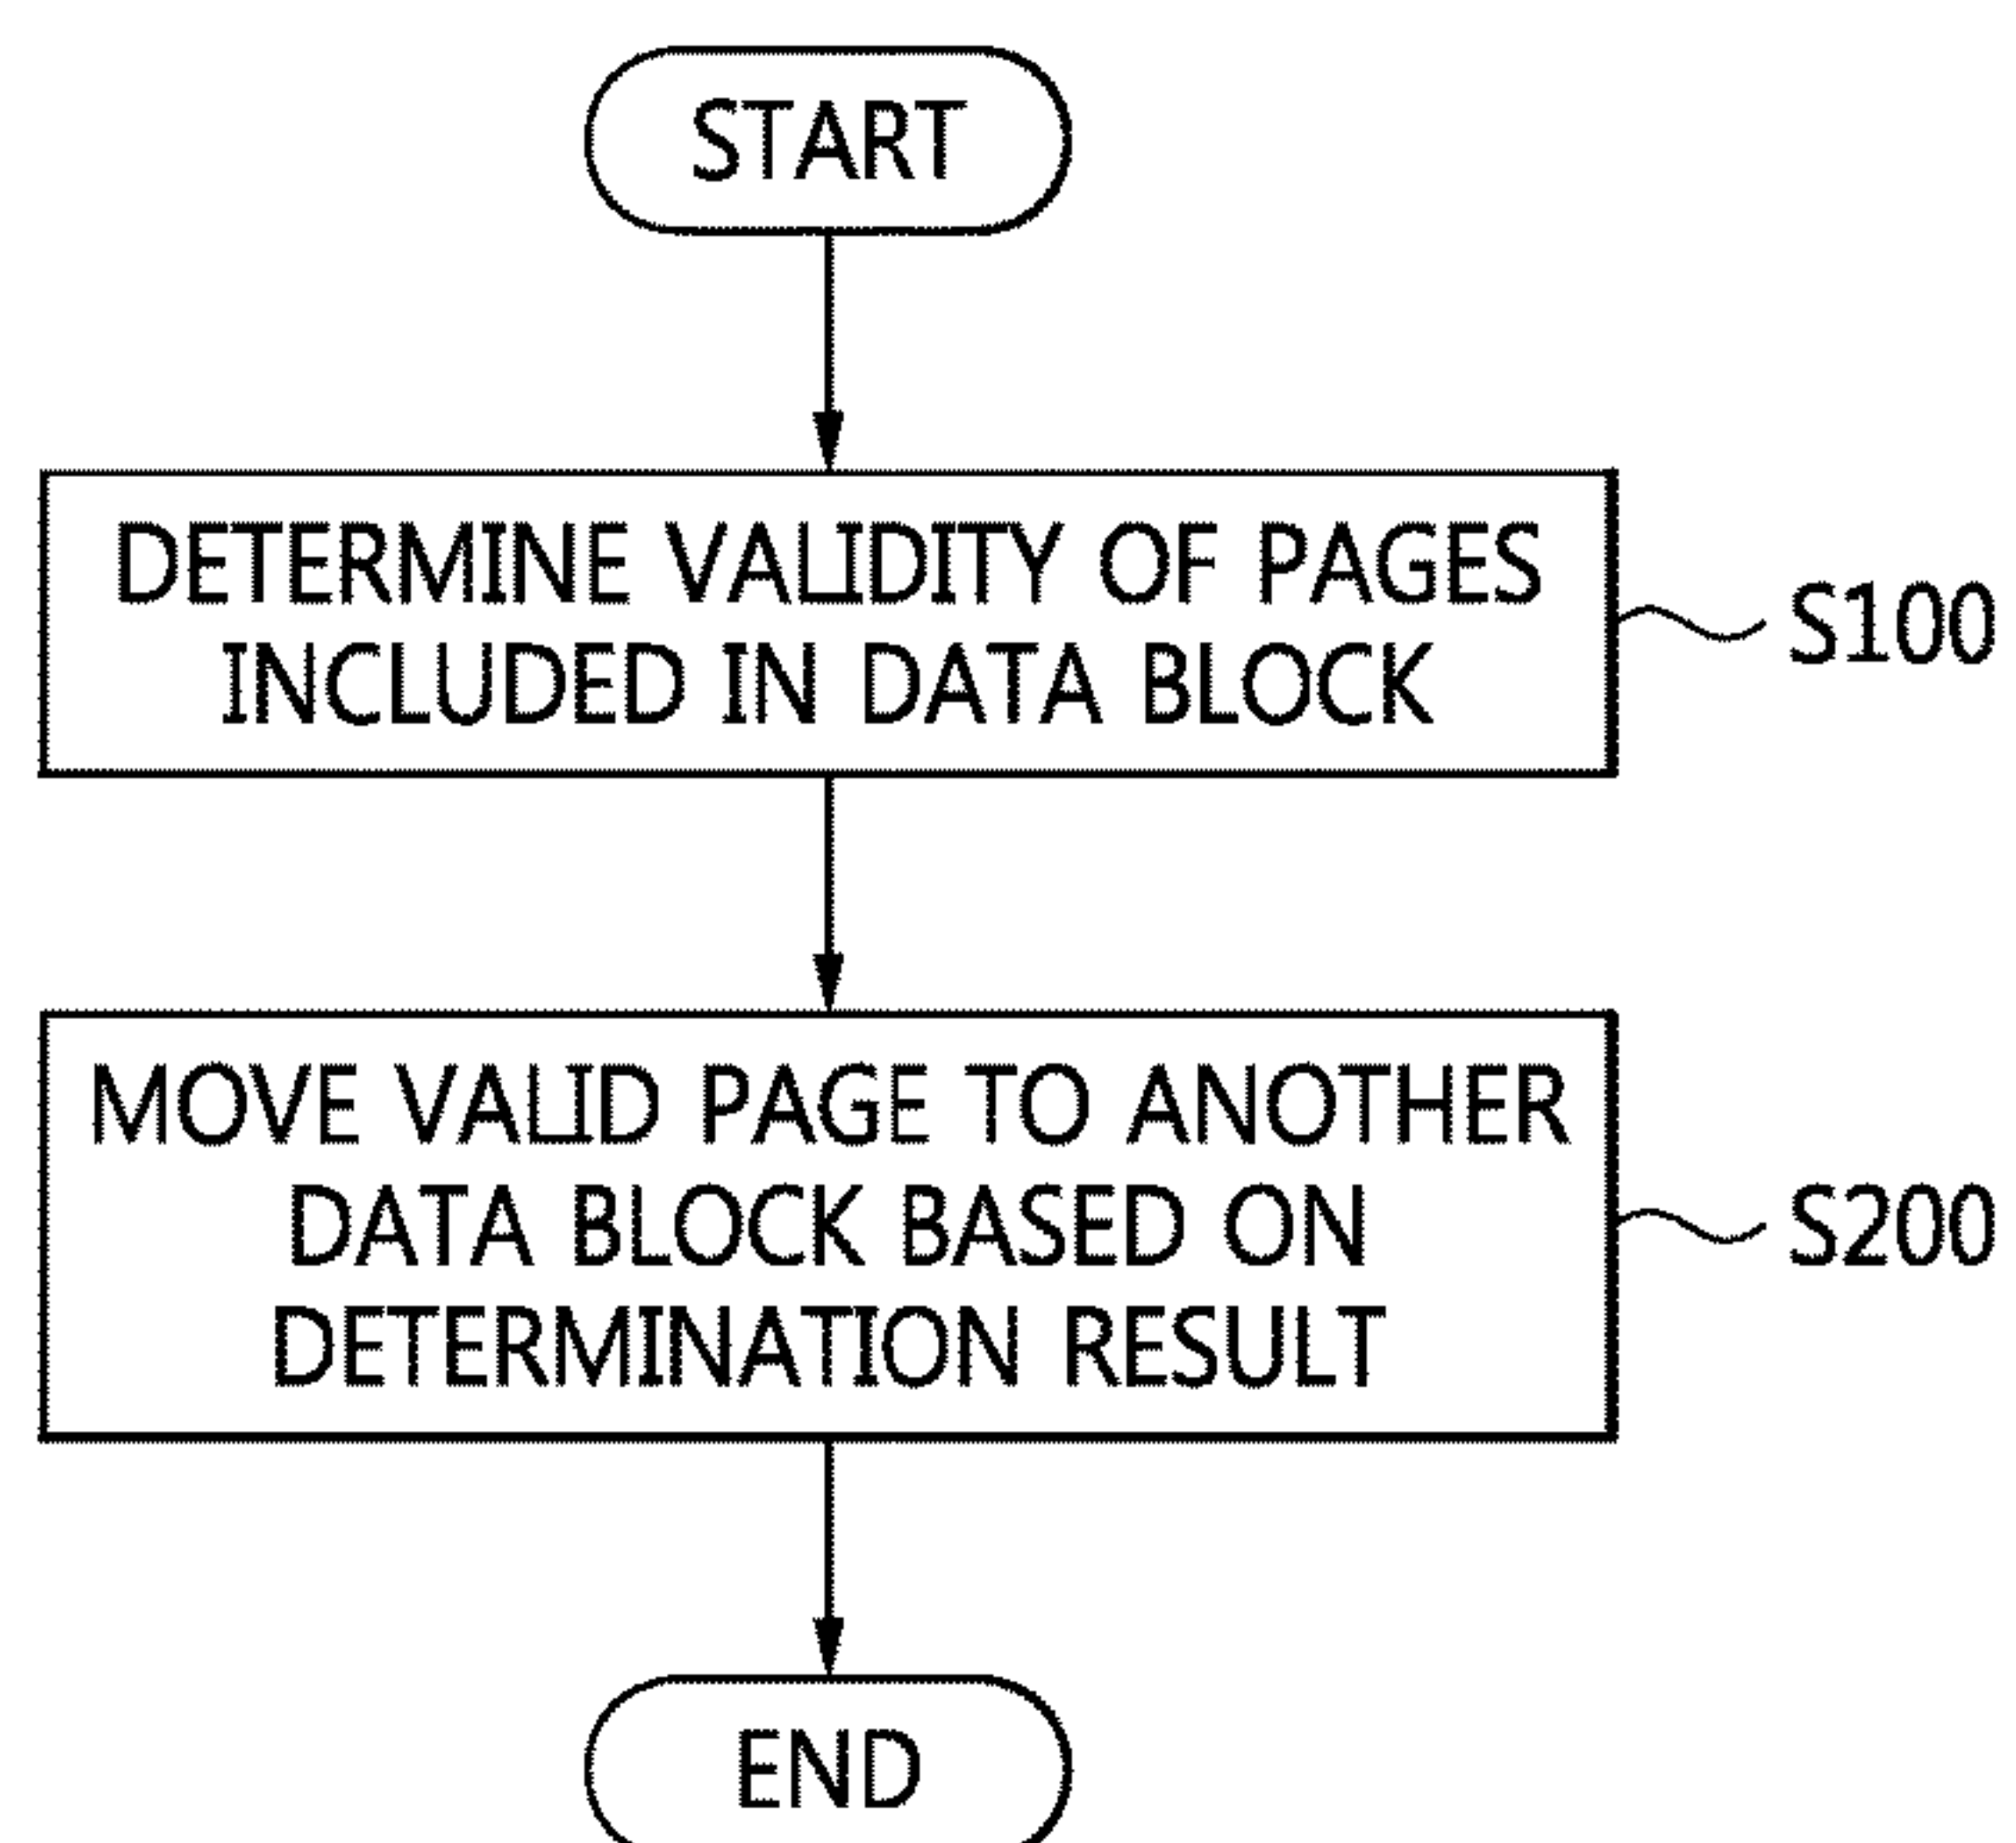 START
DETERMINE VALIDITY OF PAGES
INCLUDED IN DATA BLOCK
S100
MOVE VALID PAGE TO ANOTHER
DATA BLOCK BASED ON
DETERMINATION RESULT
S200
END